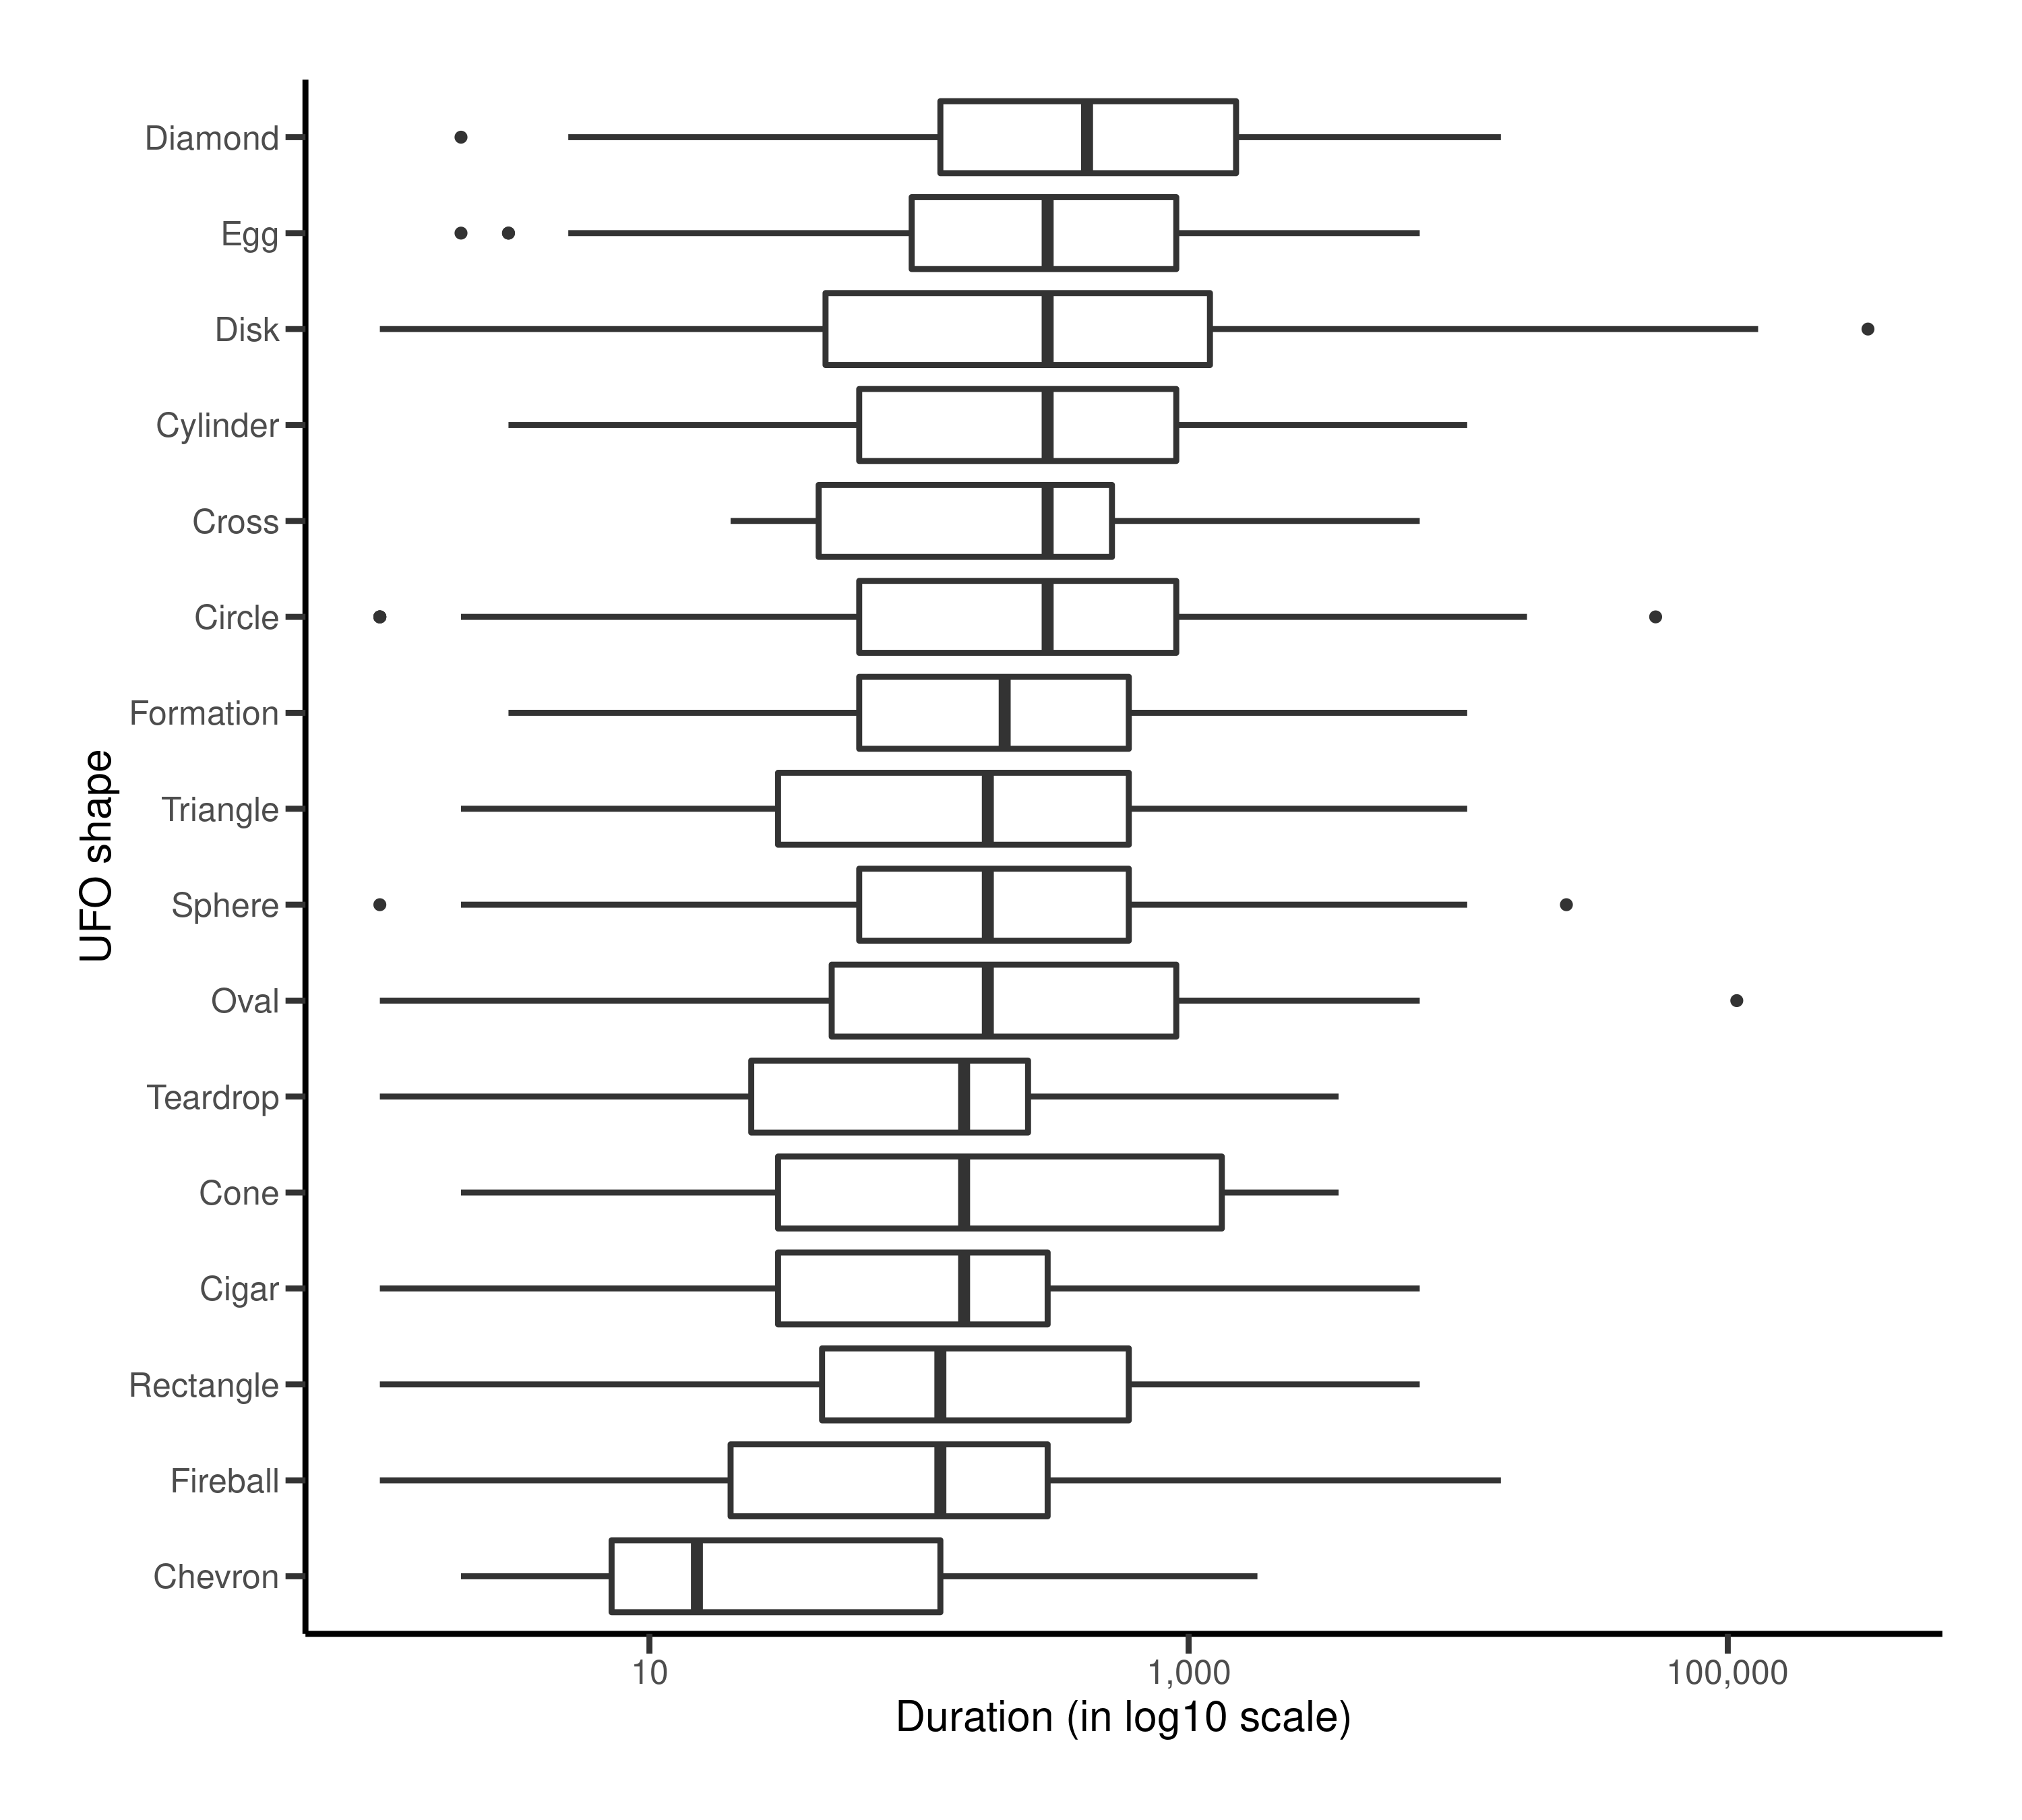 Diamond
Egg
Disk
Cylinder
Cross
Circle
Formation
Triangle
Sphere
Oval
Teardrop
Cone
Cigar
Rectangle
Fireball
Chevron
UFO shape
10 1,000 100,000
Duration (in log10 scale)